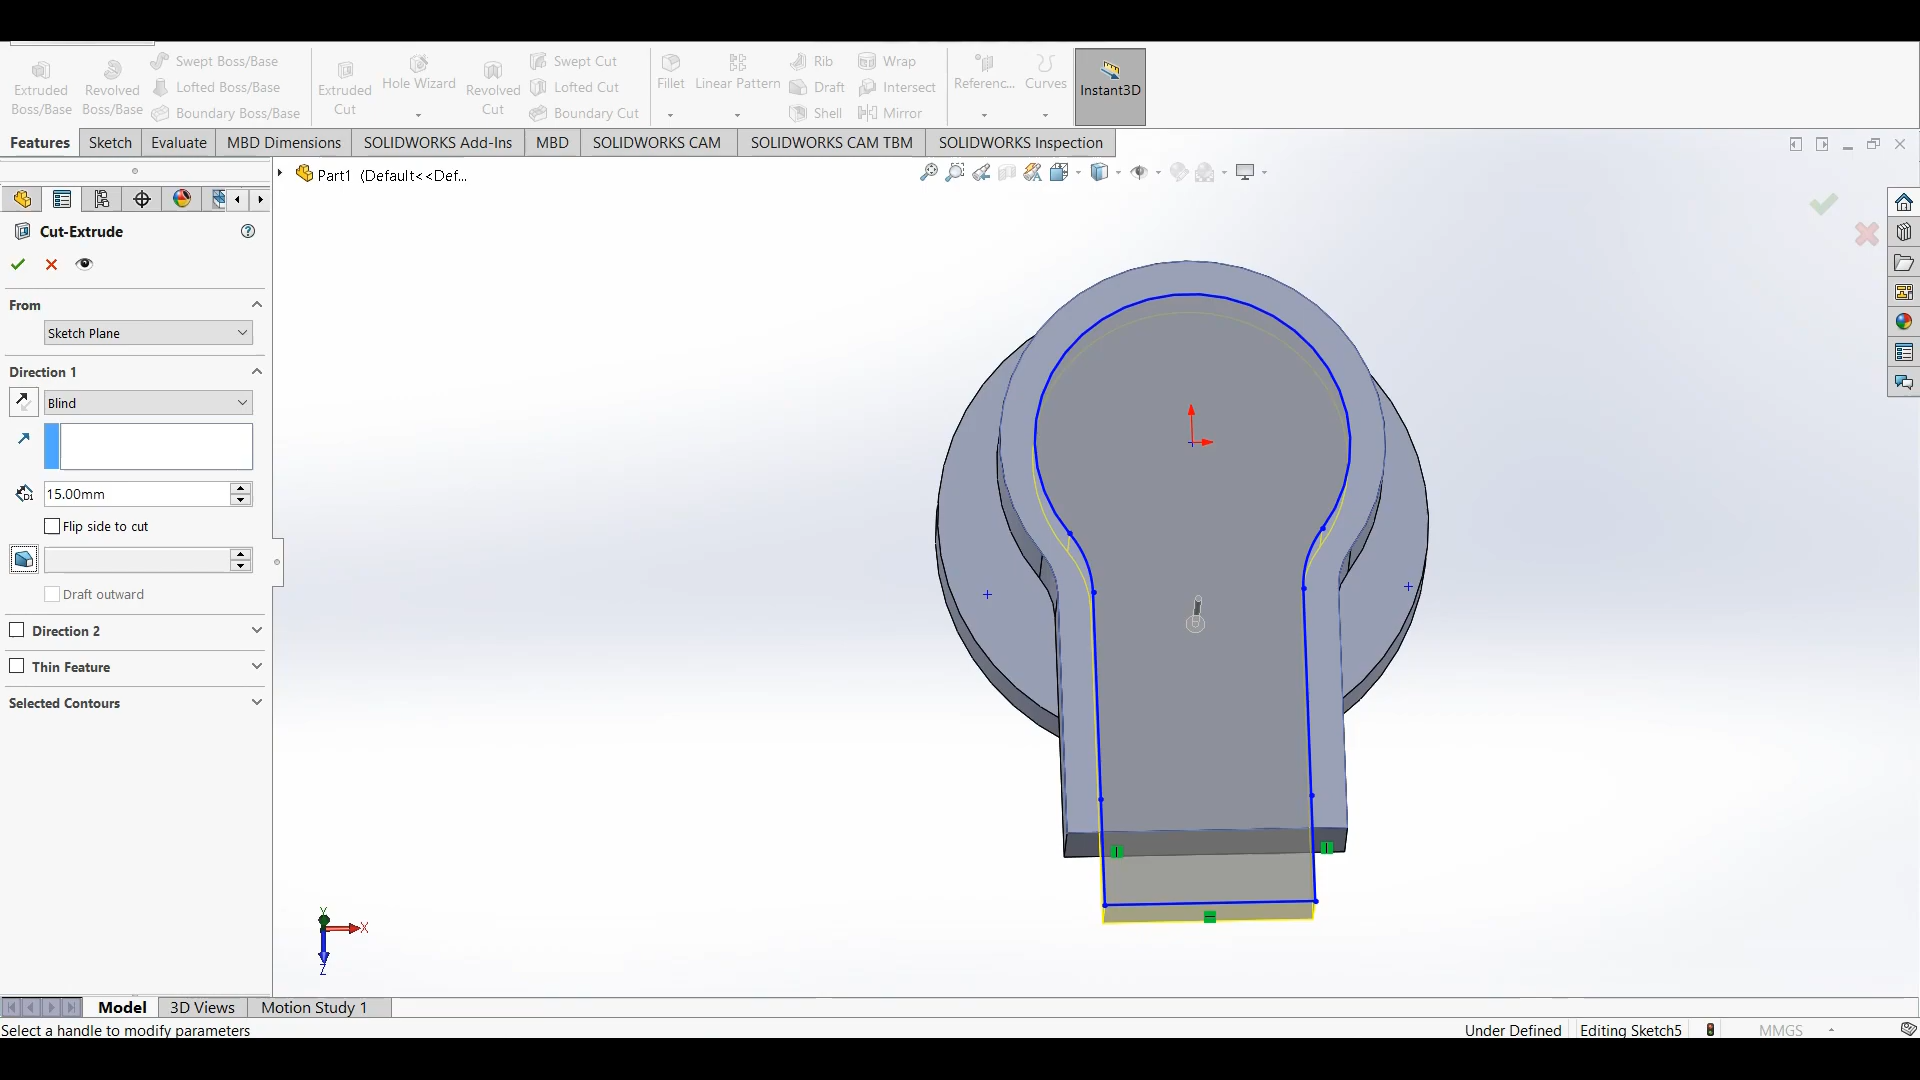 Extruded Boss/Base
Revolved Boss/Base
Swept Boss/Base
Lofted Boss/Base
Boundary Boss/Base
Extruded Cut
Hole Wizard
Revolved Cut
Swept Cut
Lofted Cut
Boundary Cut
Fillet
Linear Pattern
Rib
Draft
Shell
Wrap
Intersect
Mirror
Referenc...
Curves
Instant3D
Features Sketch Evaluate MBD Dimensions SOLIDWORKS Add-Ins MBD SOLIDWORKS CAM SOLIDWORKS CAM TBM SOLIDWORKS Inspection
Part1 (Default<<Def...
Cut-Extrude
From
Sketch Plane
Direction 1
Blind
D1
15.00mm
Flip side to cut
Draft outward
Direction 2
Thin Feature
Selected Contours
Y
X
Z
Model 3D Views Motion Study 1
Select a handle to modify parameters
Under Defined Editing Sketch5 MMGS